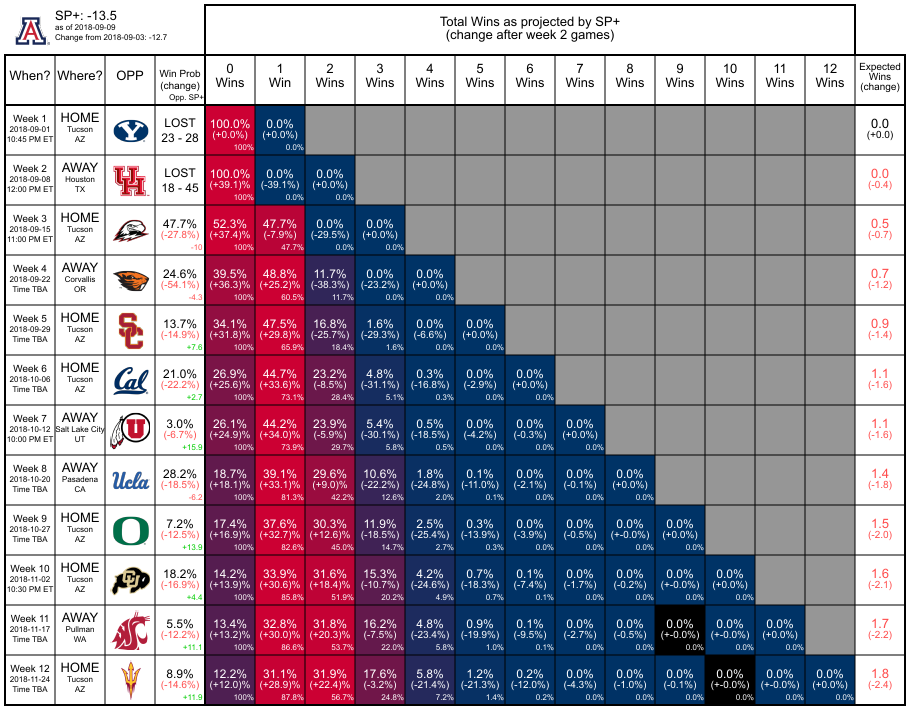 SP+: -13.5
as of 2018-09-09
Change from 2018-09-03: -12.7
Total Wins as projected by SP+
(change after week 2 games)
When? Where? OPP Win Prob (change) Opp. SP+ 0 Wins 1 Win 2 Wins 3 Wins 4 Wins 5 Wins 6 Wins 7 Wins 8 Wins 9 Wins 10 Wins 11 Wins 12 Wins Expected Wins (change)
Week 1 HOME Y LOST 100.0% 0.0% 0.0
2018-09-01 Tucson (+0.0%) (+0.0%) (+0.0)
10:45 PM ET AZ 23 - 28 100% 0.0%
Week 2 AWAY UH LOST 100.0% 0.0% 0.0% 0.0
2018-09-08 Houston (+39.1%) (-39.1%) (+0.0%) (-0.4)
12:00 PM ET TX 18 - 45 100% 0.0% 0.0%
Week 3 HOME 47.7% 52.3% 47.7% 0.0% 0.0% 0.5
2018-09-15 Tucson (-27.8%) (+37.4%) (-7.9%) (-29.5%) (+0.0%) (-0.7)
11:00 PM ET AZ -10 100% 47.7% 0.0% 0.0%
Week 4 AWAY 24.6% 39.5% 48.8% 11.7% 0.0% 0.0% 0.7
2018-09-22 Corvallis (-54.1%) (+36.3%) (+25.2%) (-38.3%) (-23.2%) (+0.0%) (-1.2)
Time TBA OR -4.3 100% 60.5% 11.7% 0.0% 0.0%
Week 5 HOME SC 13.7% 34.1% 47.5% 16.8% 1.6% 0.0% 0.0% 0.9
2018-09-29 Tucson (-14.9%) (+31.8%) (+29.8%) (-25.7%) (-29.3%) (-6.6%) (+0.0%) (-1.4)
Time TBA AZ +7.6 100% 65.9% 18.4% 1.6% 0.0% 0.0%
Week 6 HOME Cal 21.0% 26.9% 44.7% 23.2% 4.8% 0.3% 0.0% 0.0% 1.1
2018-10-06 Tucson (-22.2%) (+25.6%) (+33.6%) (-8.5%) (-31.1%) (-16.8%) (-2.9%) (+0.0%) (-1.6)
Time TBA AZ +2.7 100% 73.1% 28.4% 5.1% 0.3% 0.0% 0.0%
Week 7 AWAY U 3.0% 26.1% 44.2% 23.9% 5.4% 0.5% 0.0% 0.0% 0.0% 1.1
2018-10-12 Salt Lake City (-6.7%) (+24.9%) (+34.0%) (-5.9%) (-30.1%) (-18.5%) (-4.2%) (-0.3%) (+0.0%) (-1.6)
10:00 PM ET UT +15.9 100% 73.9% 29.7% 5.8% 0.5% 0.0% 0.0% 0.0%
Week 8 AWAY Ucla 28.2% 18.7% 39.1% 29.6% 10.6% 1.8% 0.1% 0.0% 0.0% 0.0% 1.4
2018-10-20 Pasadena (-18.5%) (+18.1%) (+33.1%) (+9.0%) (-22.2%) (-24.8%) (-11.0%) (-2.1%) (-0.1%) (+0.0%) (-1.8)
Time TBA CA -6.2 100% 81.3% 42.2% 12.6% 2.0% 0.1% 0.0% 0.0% 0.0%
Week 9 HOME O 7.2% 17.4% 37.6% 30.3% 11.9% 2.5% 0.3% 0.0% 0.0% 0.0% 0.0% 1.5
2018-10-27 Tucson (-12.5%) (+16.9%) (+32.7%) (+12.6%) (-18.5%) (-25.4%) (-13.9%) (-3.9%) (-0.5%) (+-0.0%) (+0.0%) (-2.0)
Time TBA AZ +13.9 100% 82.6% 45.0% 14.7% 2.7% 0.3% 0.0% 0.0% 0.0% 0.0%
Week 10 HOME CU 18.2% 14.2% 33.9% 31.6% 15.3% 4.2% 0.7% 0.1% 0.0% 0.0% 0.0% 0.0% 1.6
2018-11-02 Tucson (-16.9%) (+13.9%) (+30.6%) (+18.4%) (-10.7%) (-24.6%) (-18.3%) (-7.4%) (-1.7%) (-0.2%) (+-0.0%) (+0.0%) (-2.1)
10:30 PM ET AZ +4.4 100% 85.8% 51.9% 20.2% 4.9% 0.7% 0.1% 0.0% 0.0% 0.0% 0.0%
Week 11 AWAY 5.5% 13.4% 32.8% 31.8% 16.2% 4.8% 0.9% 0.1% 0.0% 0.0% 0.0% 0.0% 0.0% 1.7
2018-11-17 Pullman (-12.2%) (+13.2%) (+30.0%) (+20.3%) (-7.5%) (-23.4%) (-19.9%) (-9.5%) (-2.7%) (-0.5%) (+-0.0%) (+-0.0%) (+0.0%) (-2.2)
Time TBA WA +11.1 100% 86.6% 53.7% 22.0% 5.8% 1.0% 0.1% 0.0% 0.0% 0.0% 0.0% 0.0%
Week 12 HOME 8.9% 12.2% 31.1% 31.9% 17.6% 5.8% 1.2% 0.2% 0.0% 0.0% 0.0% 0.0% 0.0% 0.0% 1.8
2018-11-24 Tucson (-14.6%) (+12.0%) (+28.9%) (+22.4%) (-3.2%) (-21.4%) (-21.3%) (-12.0%) (-4.3%) (-1.0%) (-0.1%) (+-0.0%) (+-0.0%) (+0.0%) (-2.4)
Time TBA AZ +11.9 100% 87.8% 56.7% 24.8% 7.2% 1.4% 0.2% 0.0% 0.0% 0.0% 0.0% 0.0% 0.0%